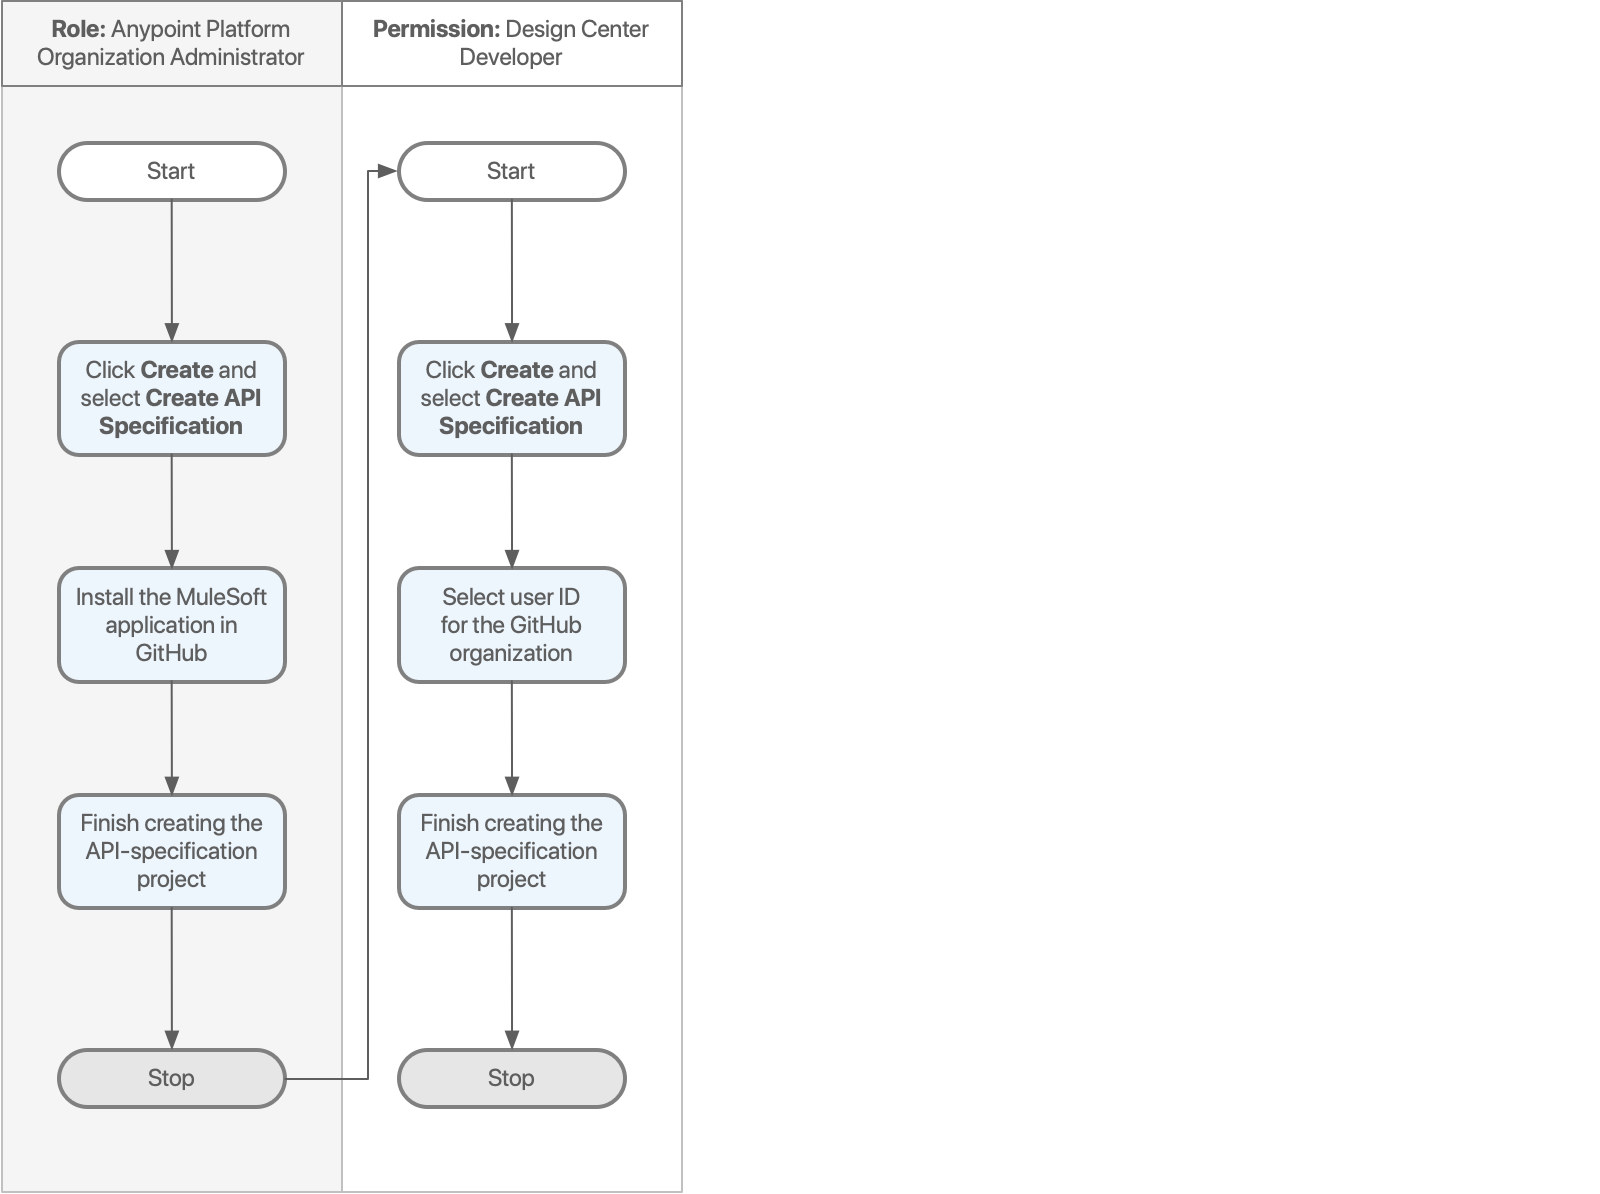 Role: Anypoint Platform
Organization Administrator
Permission: Design Center
Developer
Start
Click Create and
select Create API
Specification
Install the MuleSoft
application in
GitHub
Finish creating the
API-specification
project
Stop
Start
Click Create and
select Create API
Specification
Select user ID
for the GitHub
organization
Finish creating the
API-specification
project
Stop